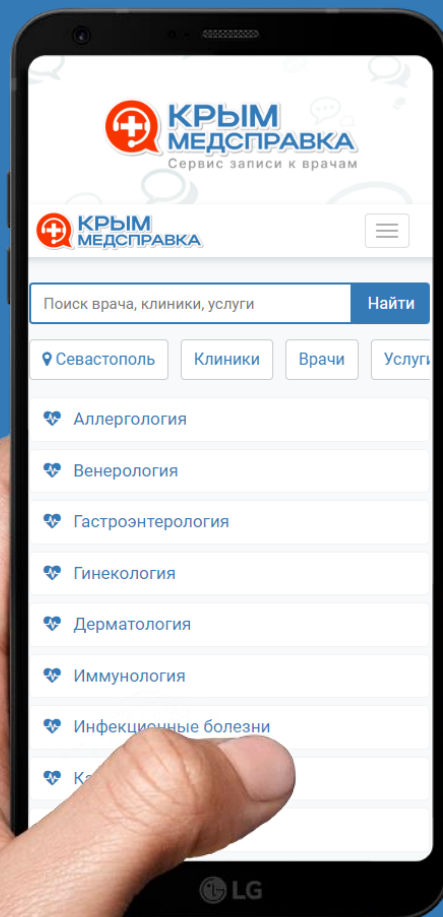 КРЫМ
МЕДСПРАВКА
Сервис записи к врачам
КРЫМ
МЕДСПРАВКА
Поиск врача, клиники, услуги
Найти
Севастополь
Клиники
Врачи
Аллергология
Венерология
Гастроэнтерология
Гинекология
Дерматология
Иммунология
Инфекционные болезни
LG